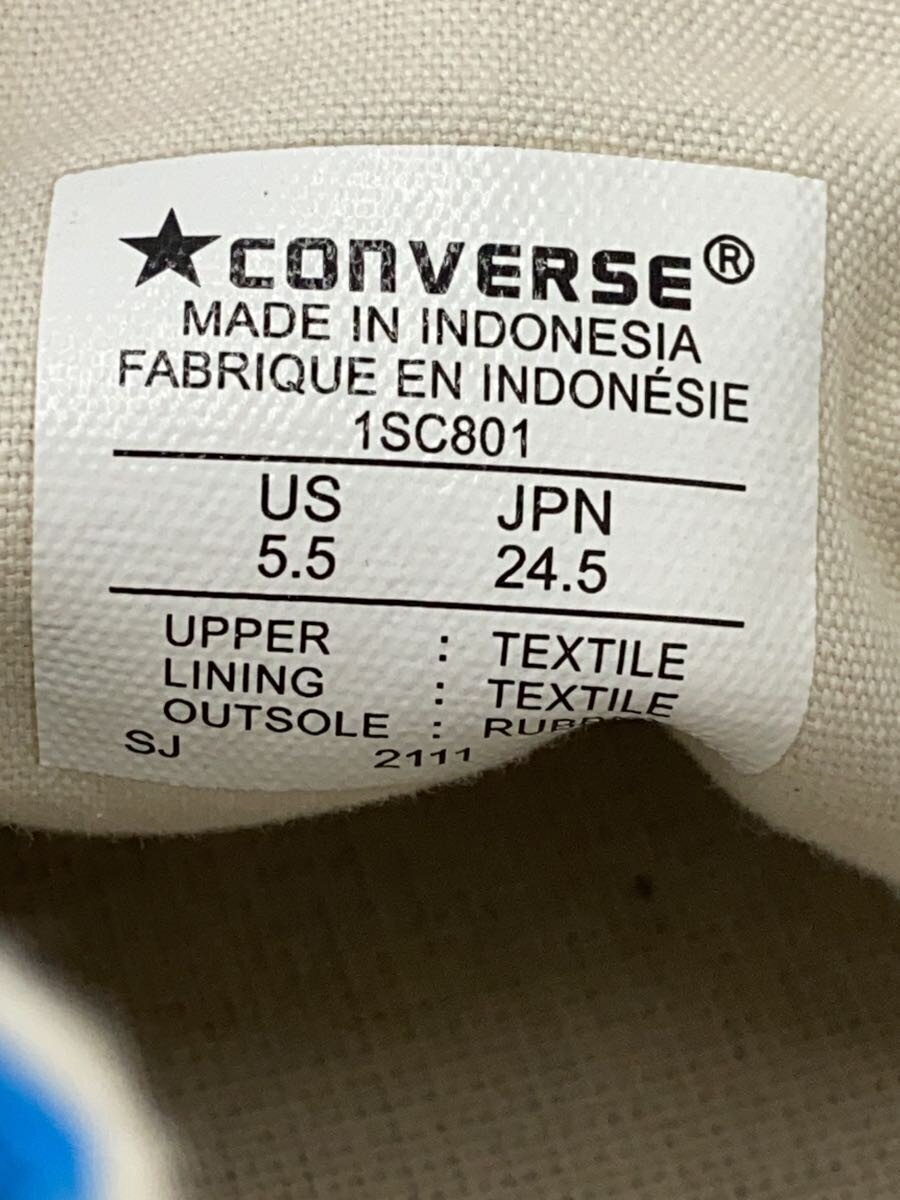 ★CONVERSE®
MADE IN INDONESIA
FABRIQUE EN INDONÉSIE
1SC801
US JPN
5.5 24.5
UPPER : TEXTILE
LINING : TEXTILE
OUTSOLE :
SJ 2111